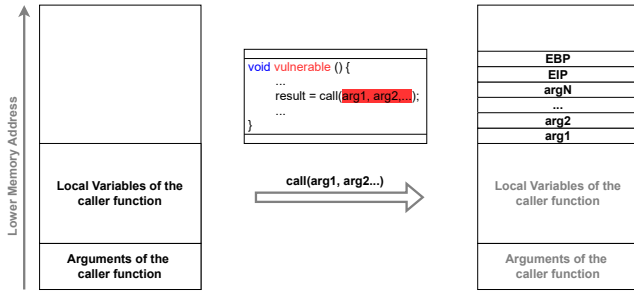 Lower Memory Address
Local Variables of the
caller function
Arguments of the
caller function
void vulnerable () {
...
result = call(arg1, arg2,...);
...
}
call(arg1, arg2...)
EBP
EIP
argN
...
arg2
arg1
Local Variables of the
caller function
Arguments of the
caller function